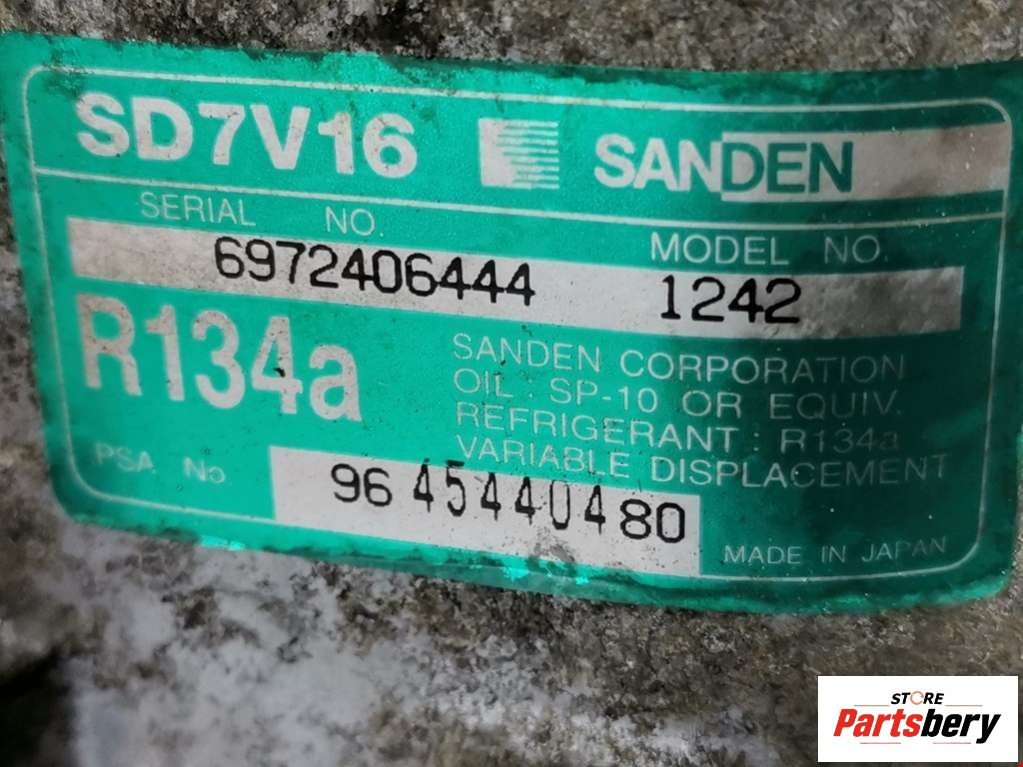 SD7V16 SANDEN
SERIAL NO. MODEL NO.
6972406444 1242
R134a
SANDEN CORPORATION
OIL : SP-10 OR EQUIV.
REFRIGERANT : R134a
VARIABLE DISPLACEMENT
PSA No
96 45440480
MADE IN JAPAN
STORE
Partsbery